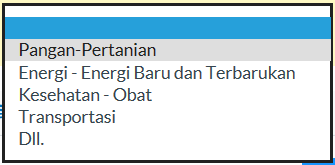 Pangan-Pertanian
Energi - Energi Baru dan Terbarukan
Kesehatan - Obat
Transportasi
Dll.